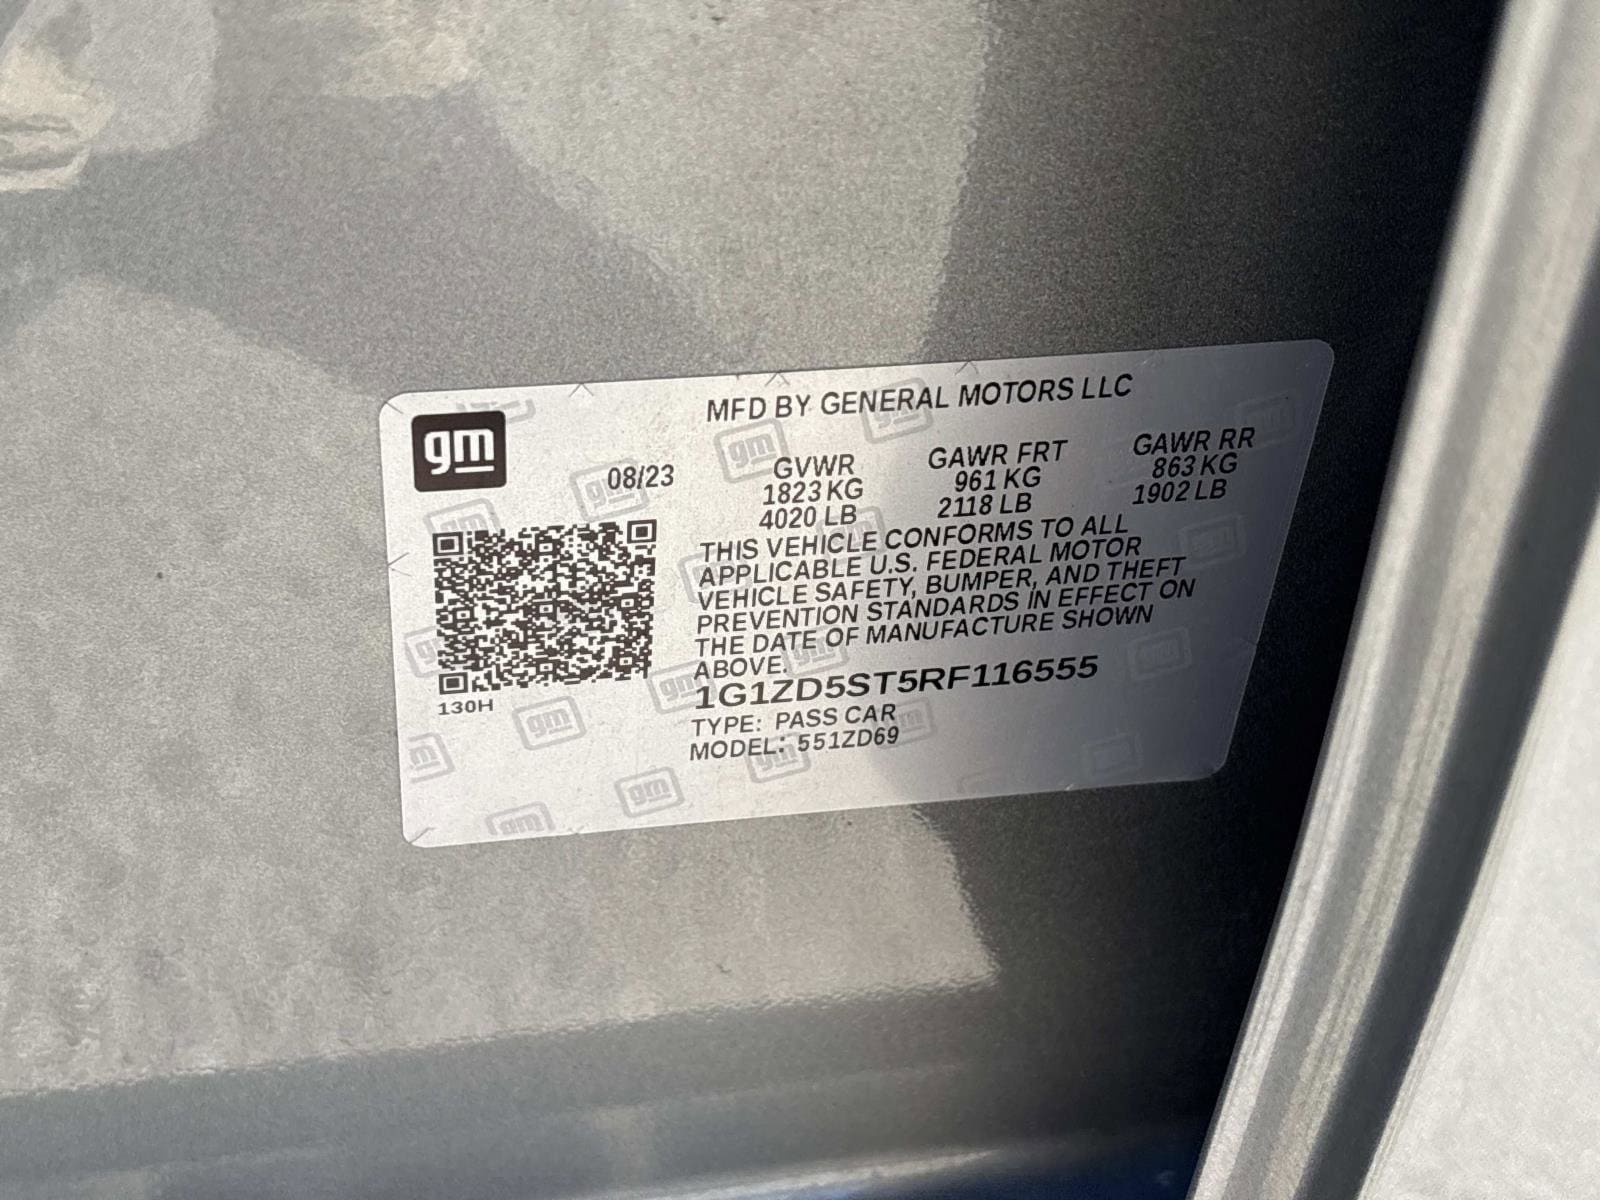 MFD BY GENERAL MOTORS LLC
gm
08/23
GVWR GAWR FRT GAWR RR
1823 KG 961 KG 863 KG
4020 LB 2118 LB 1902 LB
THIS VEHICLE CONFORMS TO ALL
APPLICABLE U.S. FEDERAL MOTOR
VEHICLE SAFETY, BUMPER, AND THEFT
PREVENTION STANDARDS IN EFFECT ON
THE DATE OF MANUFACTURE SHOWN
ABOVE.
1G1ZD5ST5RF116555
130H
TYPE: PASS CAR
MODEL: 551ZD69